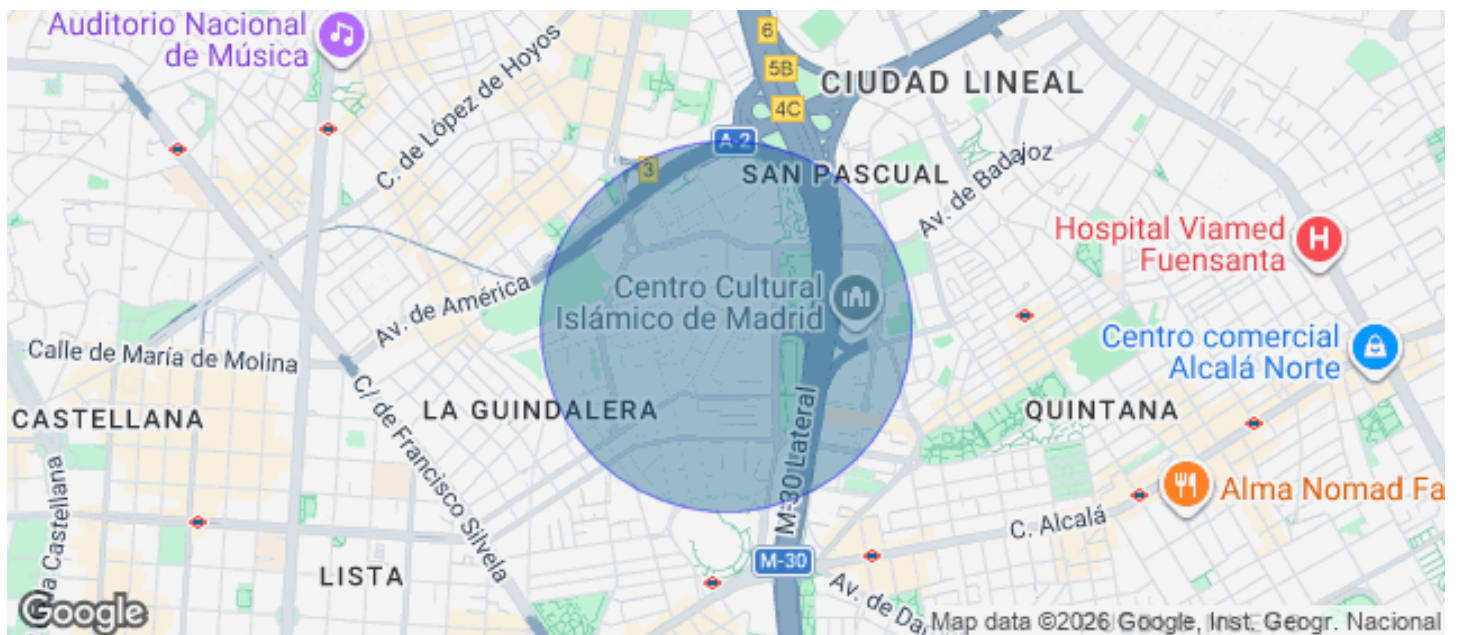 Auditorio Nacional
de Música
C. de López de Hoyos
6
5B
4C
CIUDAD LINEAL
A-2
3
SAN PASCUAL
Av. de Badajoz
Hospital Viamed
Fuensanta
Centro Cultural
Islámico de Madrid
Av. de América
Calle de María de Molina
Centro comercial
Alcalá Norte
CASTELLANA
LA GUINDALERA
C/ de Francisco Silvela
QUINTANA
M-30 Lateral
Alma Nomad Fa
C. Alcalá
Castellana
LISTA
M-30
Av. de
Google
Map data ©2026 Google, Inst. Geogr. Nacional